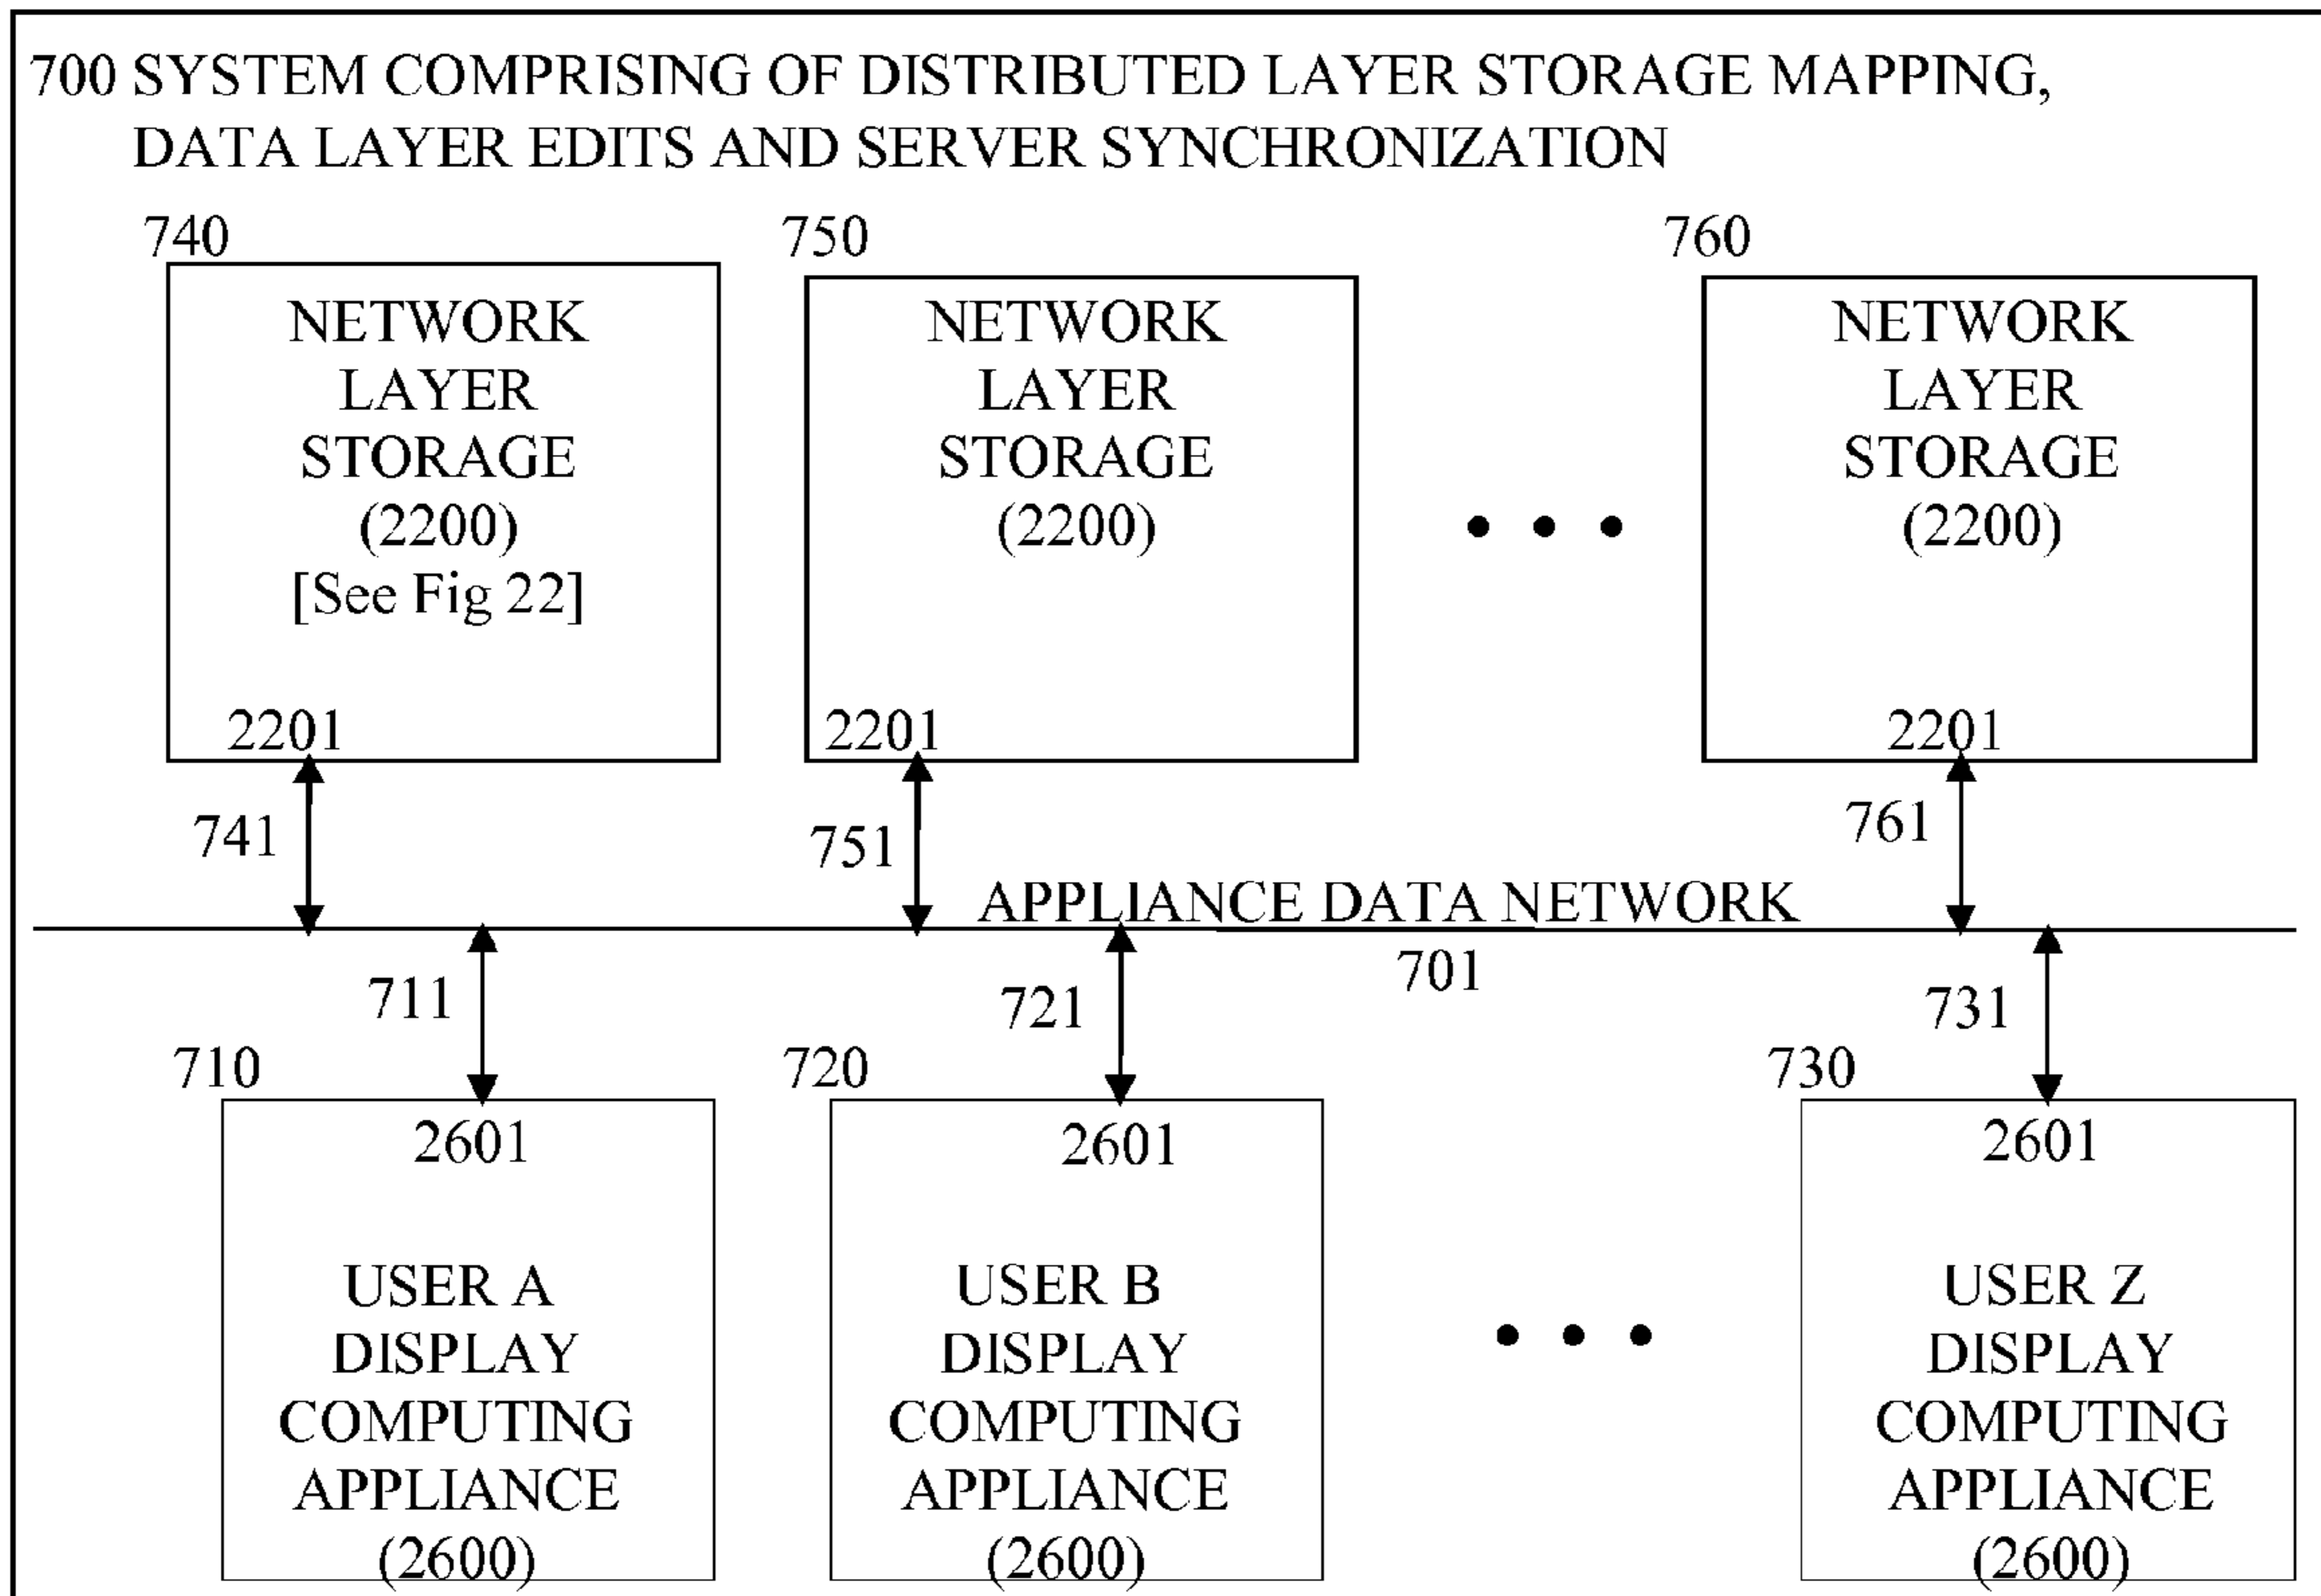 700 SYSTEM COMPRISING OF DISTRIBUTED LAYER STORAGE MAPPING,
DATA LAYER EDITS AND SERVER SYNCHRONIZATION
740
NETWORK
LAYER
STORAGE
(2200)
[See Fig 22]
2201
750
NETWORK
LAYER
STORAGE
(2200)
2201
760
NETWORK
LAYER
STORAGE
(2200)
2201
741
751
761
APPLIANCE DATA NETWORK
701
711
721
731
710
2601
USER A
DISPLAY
COMPUTING
APPLIANCE
(2600)
720
2601
USER B
DISPLAY
COMPUTING
APPLIANCE
(2600)
730
2601
USER Z
DISPLAY
COMPUTING
APPLIANCE
(2600)